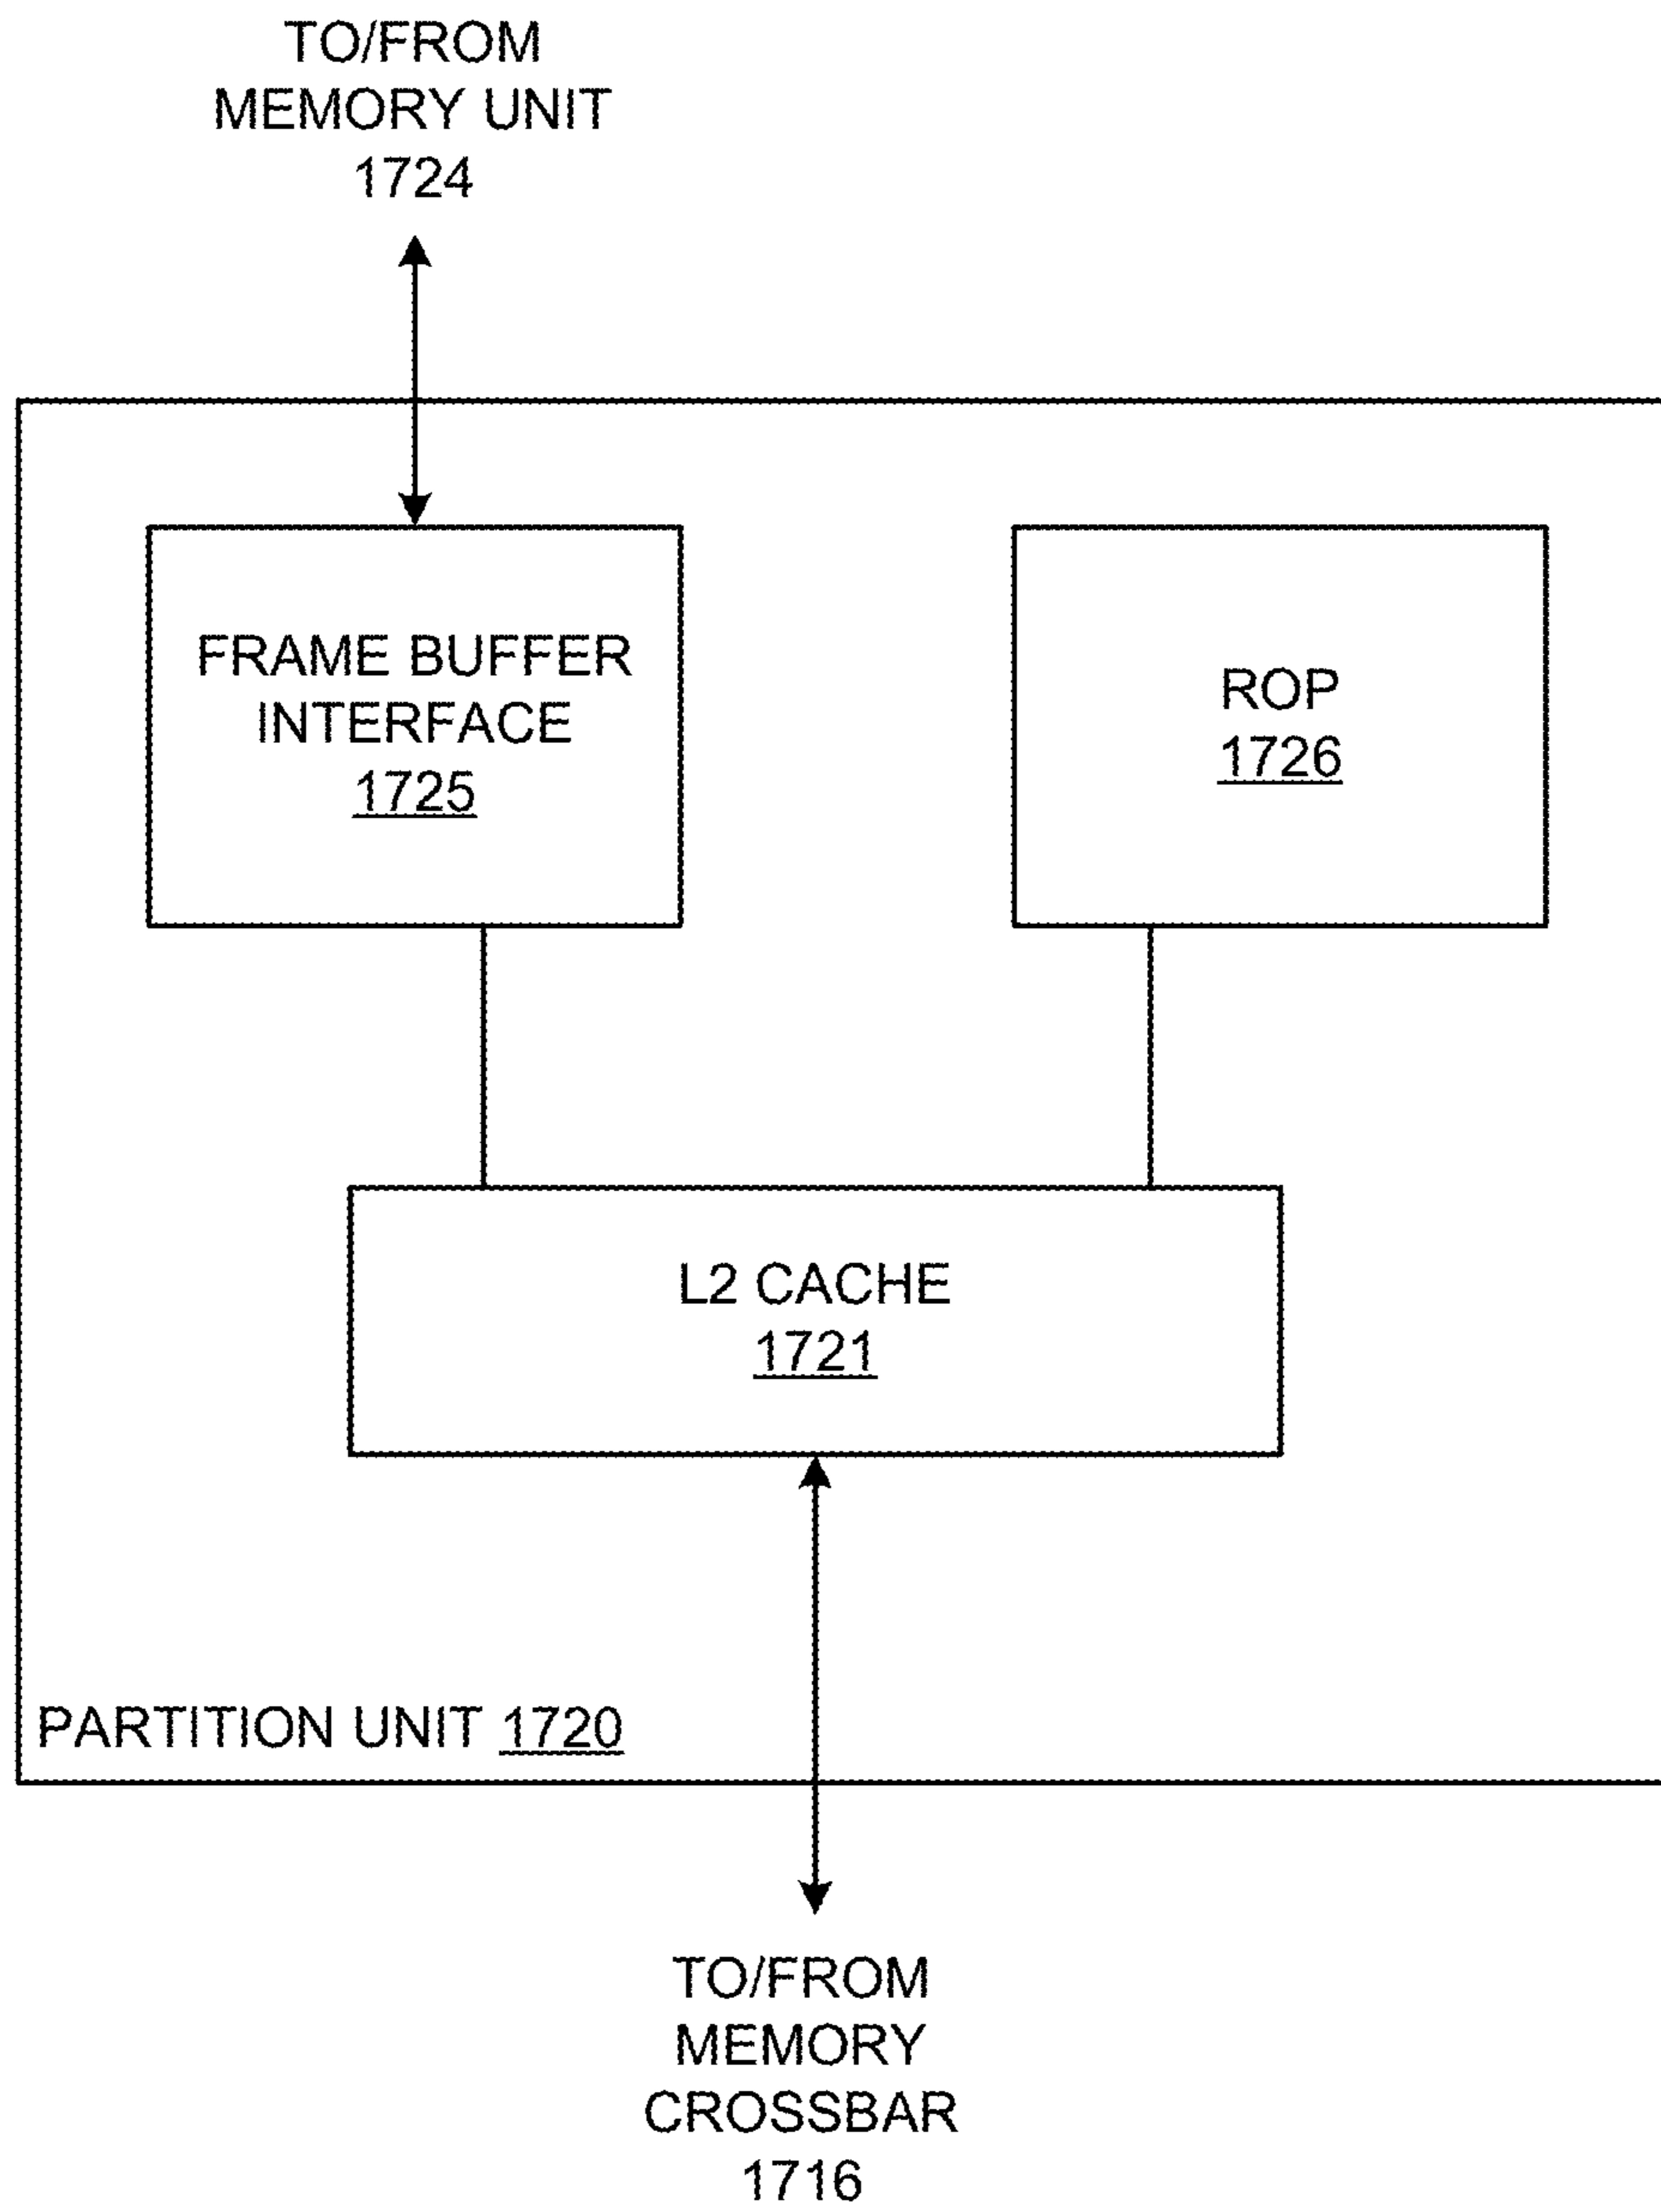 TO/FROM
MEMORY UNIT
1724
FRAME BUFFER
INTERFACE
1725
ROP
1726
L2 CACHE
1721
PARTITION UNIT 1720
TO/FROM
MEMORY
CROSSBAR
1716